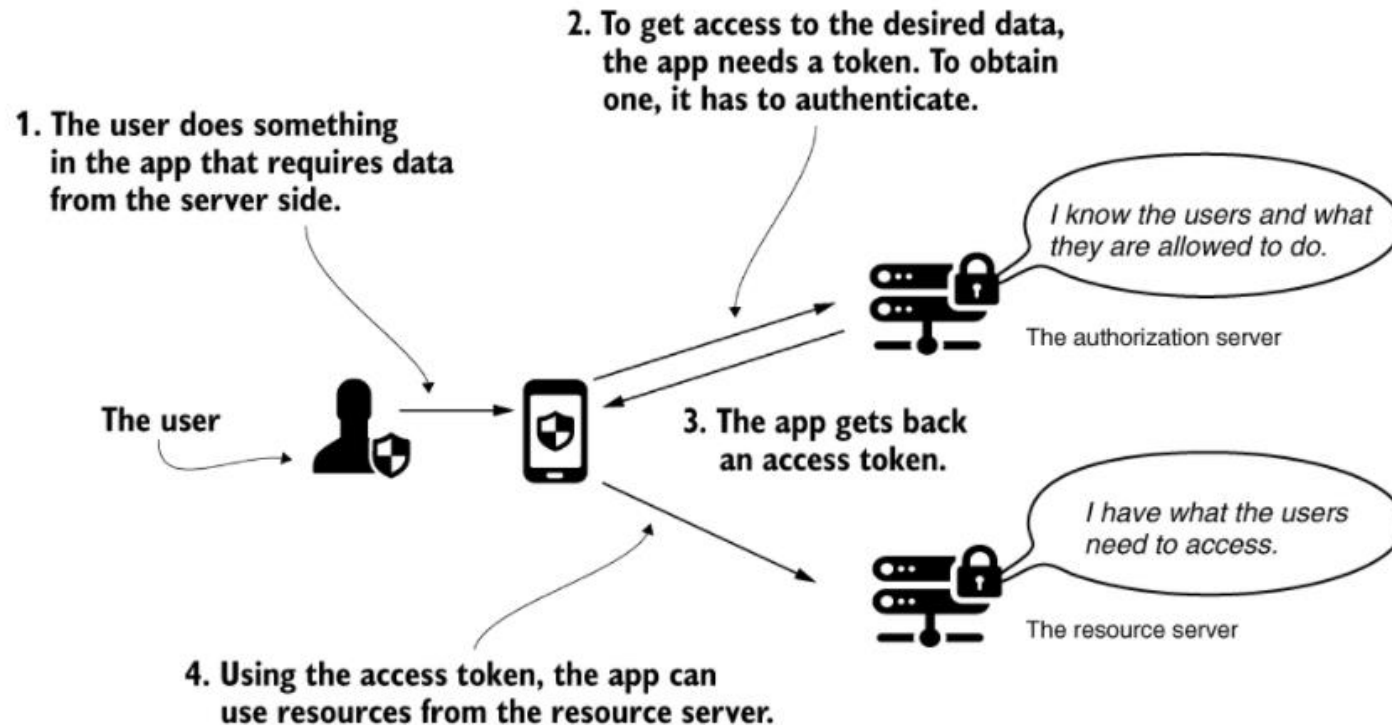 2. To get access to the desired data,
the app needs a token. To obtain
one, it has to authenticate.
1. The user does something
in the app that requires data
from the server side.
I know the users and what
they are allowed to do.
The authorization server
The user
3. The app gets back
an access token.
I have what the users
need to access.
The resource server
4. Using the access token, the app can
use resources from the resource server.